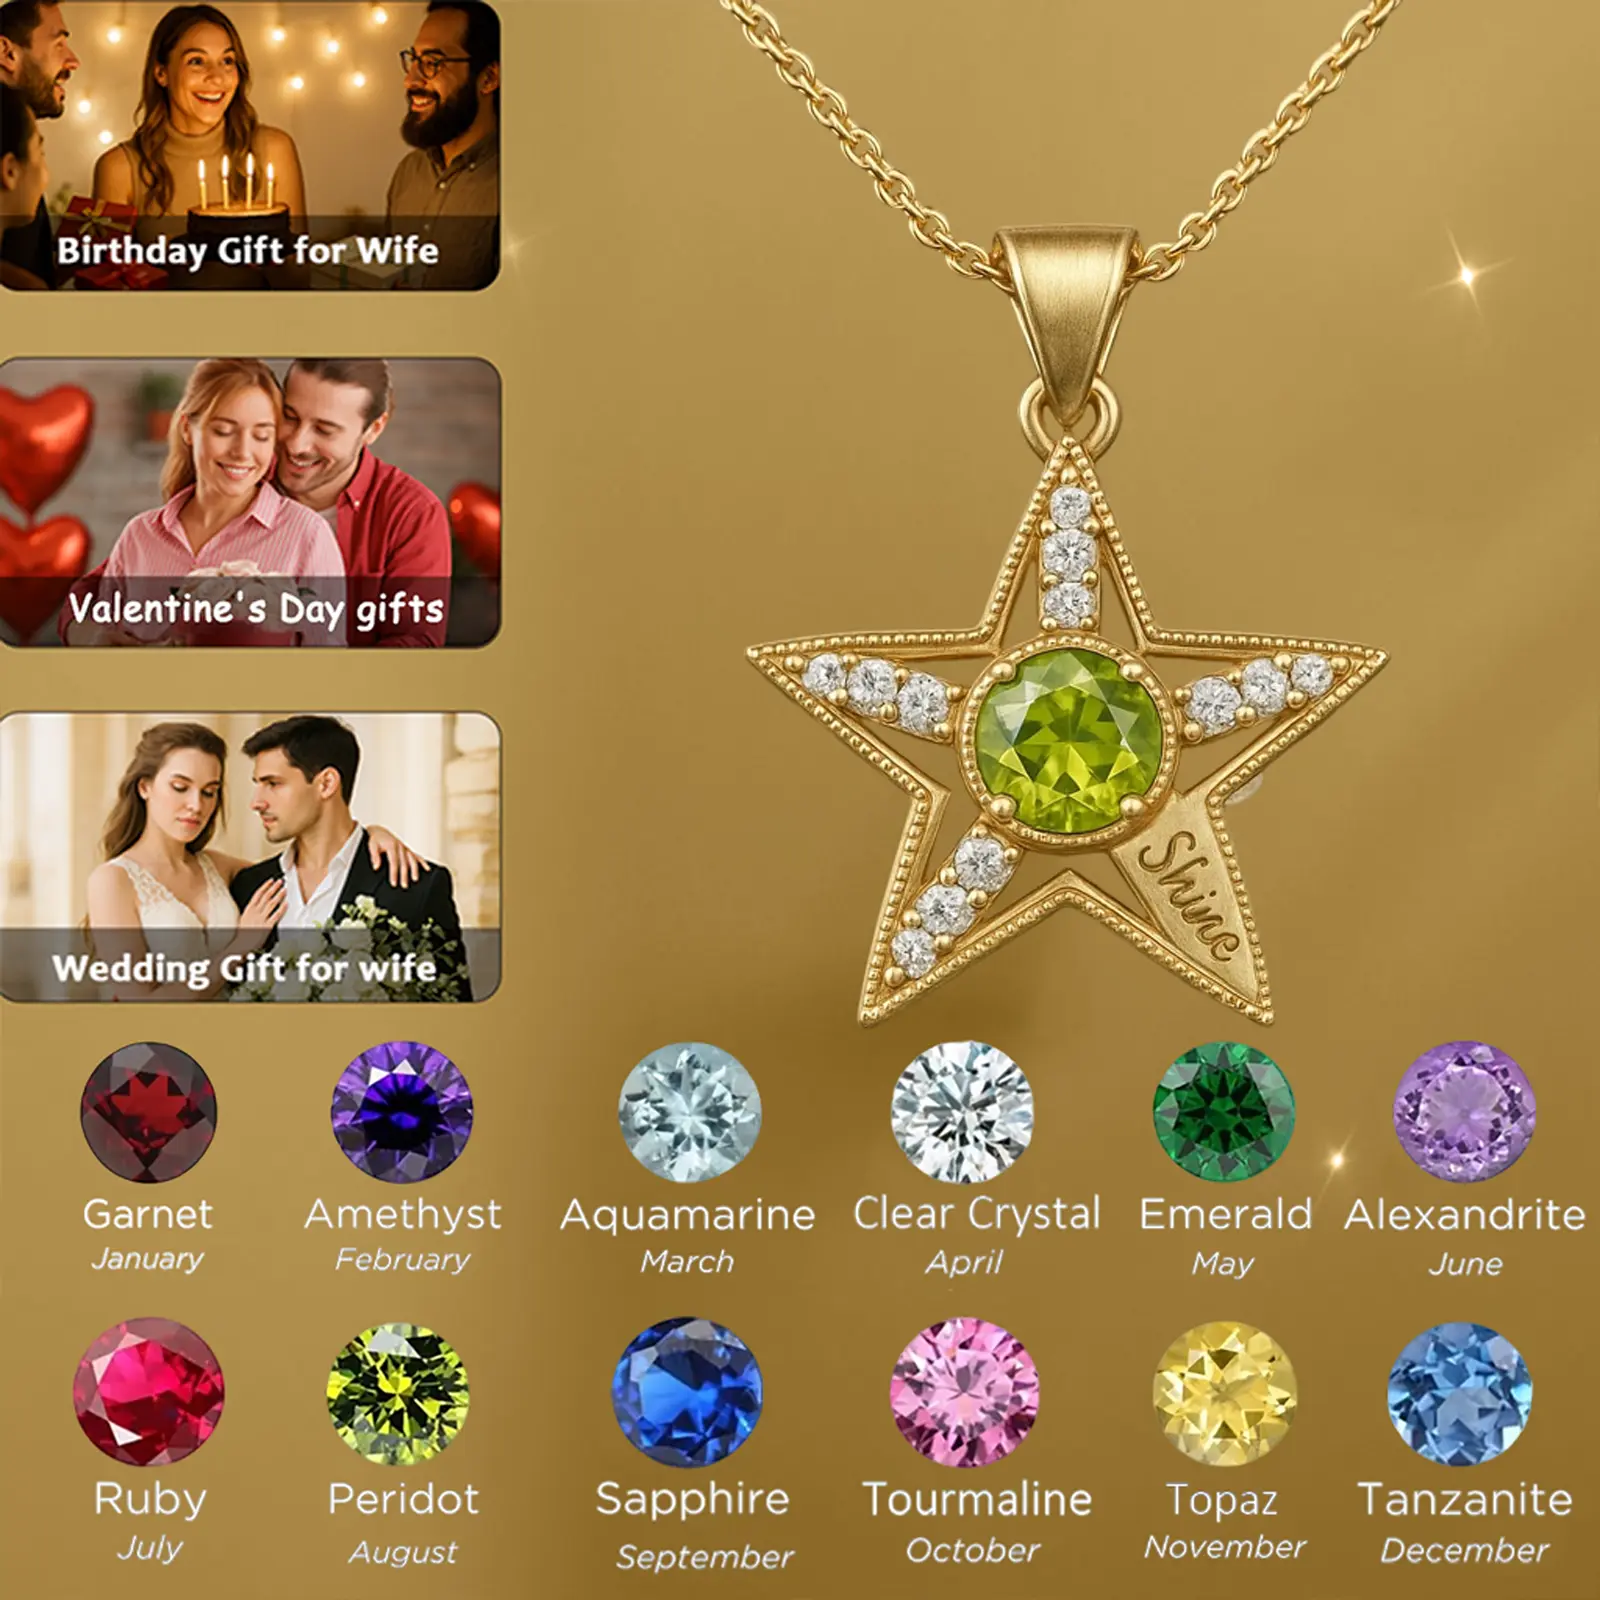 Birthday Gift for Wife
Valentine's Day gifts
Wedding Gift for wife
Shine
Garnet
January
Amethyst
February
Aquamarine
March
Clear Crystal
April
Emerald
May
Alexandrite
June
Ruby
July
Peridot
August
Sapphire
September
Tourmaline
October
Topaz
November
Tanzanite
December